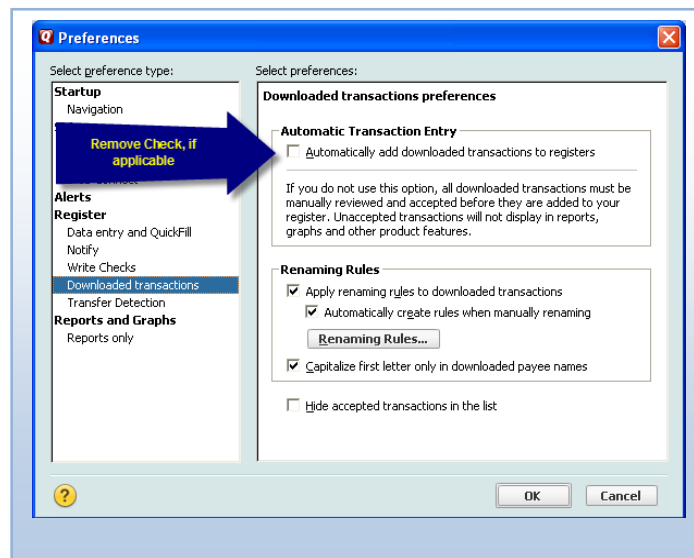 Preferences
Select preference type:
Startup
Navigation
Remove Check, if
applicable
Alerts
Register
Data entry and QuickFill
Notify
Write Checks
Downloaded transactions
Transfer Detection
Reports and Graphs
Reports only
Select preferences:
Downloaded transactions preferences
Automatic Transaction Entry
Automatically add downloaded transactions to registers
If you do not use this option, all downloaded transactions must be
manually reviewed and accepted before they are added to your
register. Unaccepted transactions will not display in reports,
graphs and other product features.
Renaming Rules
Apply renaming rules to downloaded transactions
Automatically create rules when manually renaming
Renaming Rules...
Capitalize first letter only in downloaded payee names
Hide accepted transactions in the list
?
OK
Cancel